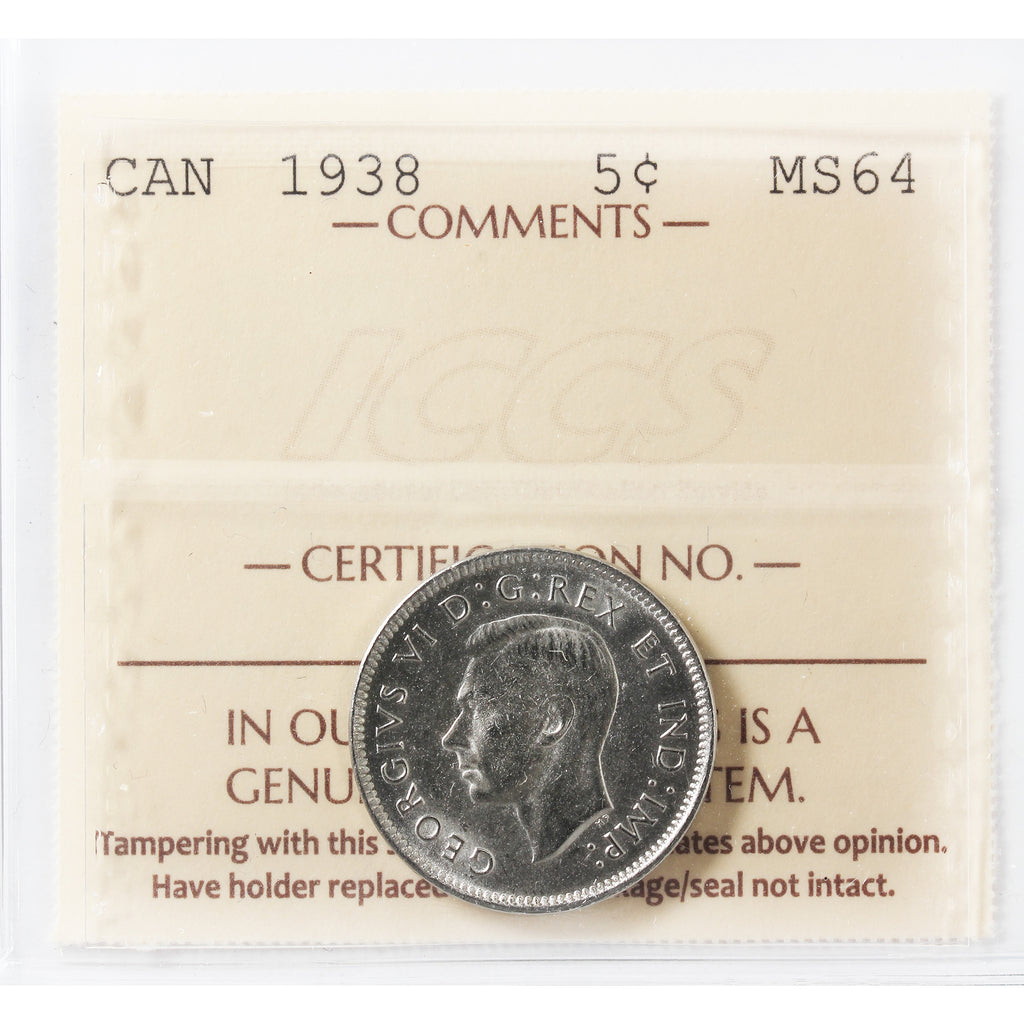 CAN 1938 5¢ MS64
— COMMENTS —
ICCS
— CERTIFIC ON NO. —
GEORGIVS VI D:G:REX ET IND:IMP:
HP
IN OU IS A
GENU TEM.
Tampering with this ates above opinion.
Have holder replaced age/seal not intact.